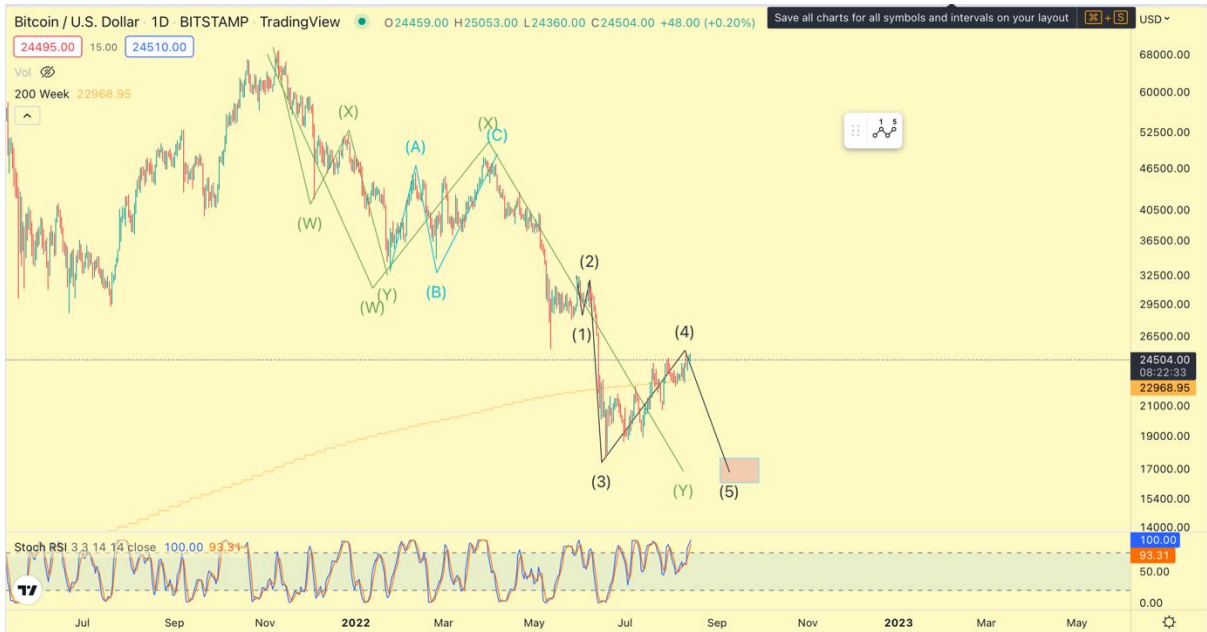 Bitcoin / U.S. Dollar · 1D · BITSTAMP · TradingView O24459.00 H25053.00 L24360.00 C24504.00 +48.00 (+0.20%)
Save all charts for all symbols and intervals on your layout ⌘ + S
USD
24495.00 15.00 24510.00
Vol
200 Week 22968.95
68000.00
60000.00
52500.00
46500.00
40500.00
36500.00
32500.00
29500.00
26500.00
24504.00
08:22:33
22968.95
21000.00
19000.00
17000.00
15400.00
14000.00
1 5
(X)
(W)
(A)
(X)
(C)
(B)
(W)
(Y)
(2)
(1)
(4)
(3)
(Y)
(5)
Stoch RSI 3 3 14 14 close 100.00 93.31
100.00
93.31
50.00
0.00
Jul Sep Nov 2022 Mar May Jul Sep Nov 2023 Mar May